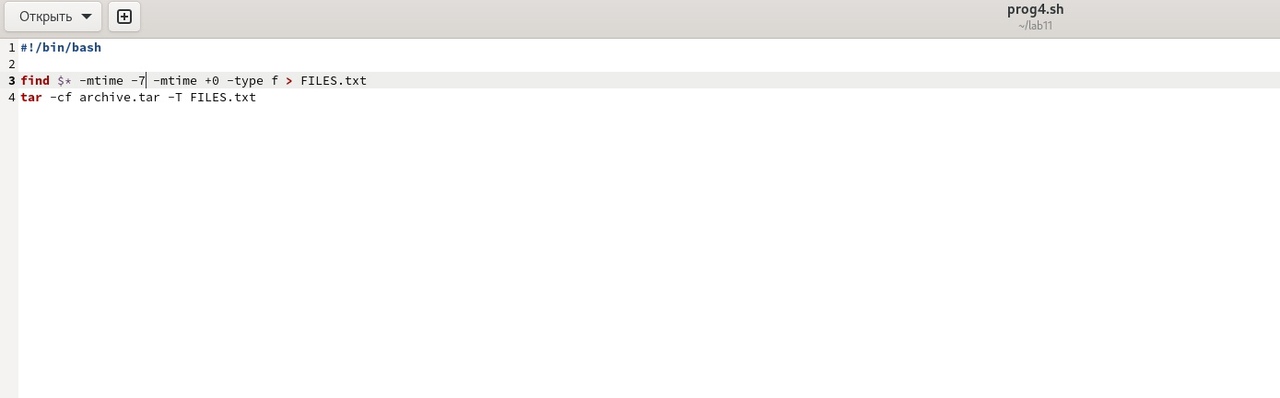 Открыть
prog4.sh
~/lab11
1 #!/bin/bash
2
3 find $* -mtime -7 -mtime +0 -type f > FILES.txt
4 tar -cf archive.tar -T FILES.txt